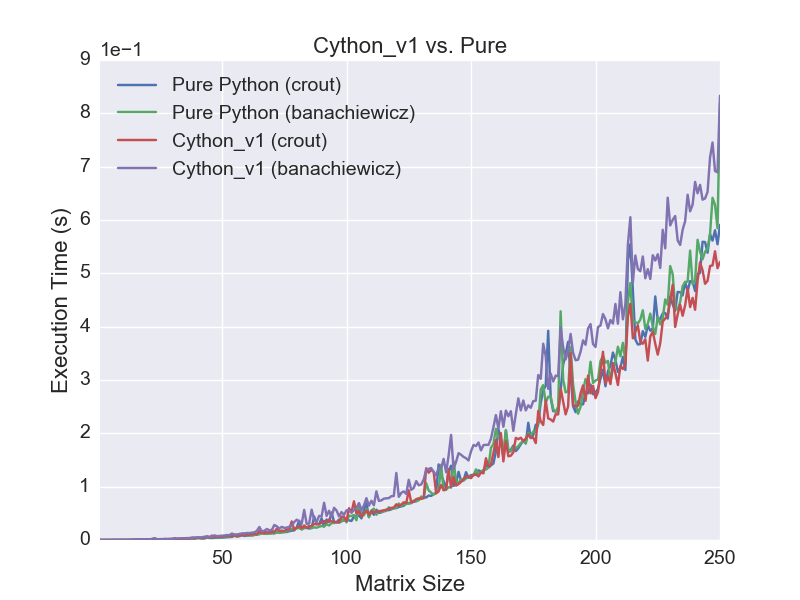 Cython_v1 vs. Pure
1e−1
9
8
7
6
5
4
3
2
1
0
Execution Time (s)
Pure Python (crout)
Pure Python (banachiewicz)
Cython_v1 (crout)
Cython_v1 (banachiewicz)
50 100 150 200 250
Matrix Size